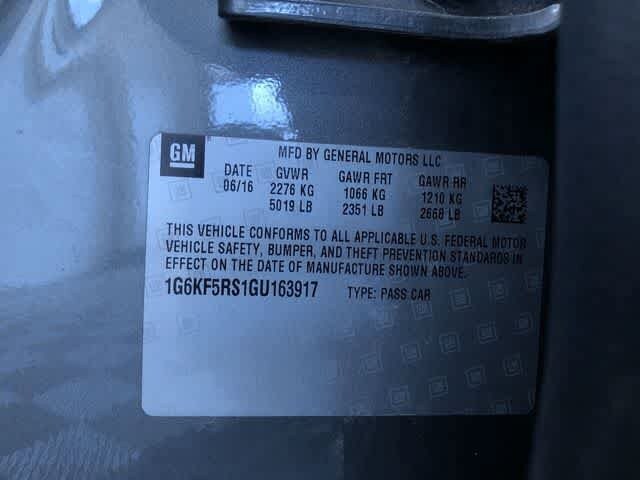 GM
MFD BY GENERAL MOTORS LLC
DATE GVWR GAWR FRT GAWR RR
06/16 2276 KG 1066 KG 1210 KG
5019 LB 2351 LB 2668 LB
THIS VEHICLE CONFORMS TO ALL APPLICABLE U.S. FEDERAL MOTOR
VEHICLE SAFETY, BUMPER, AND THEFT PREVENTION STANDARDS IN
EFFECT ON THE DATE OF MANUFACTURE SHOWN ABOVE.
1G6KF5RS1GU163917 TYPE: PASS CAR